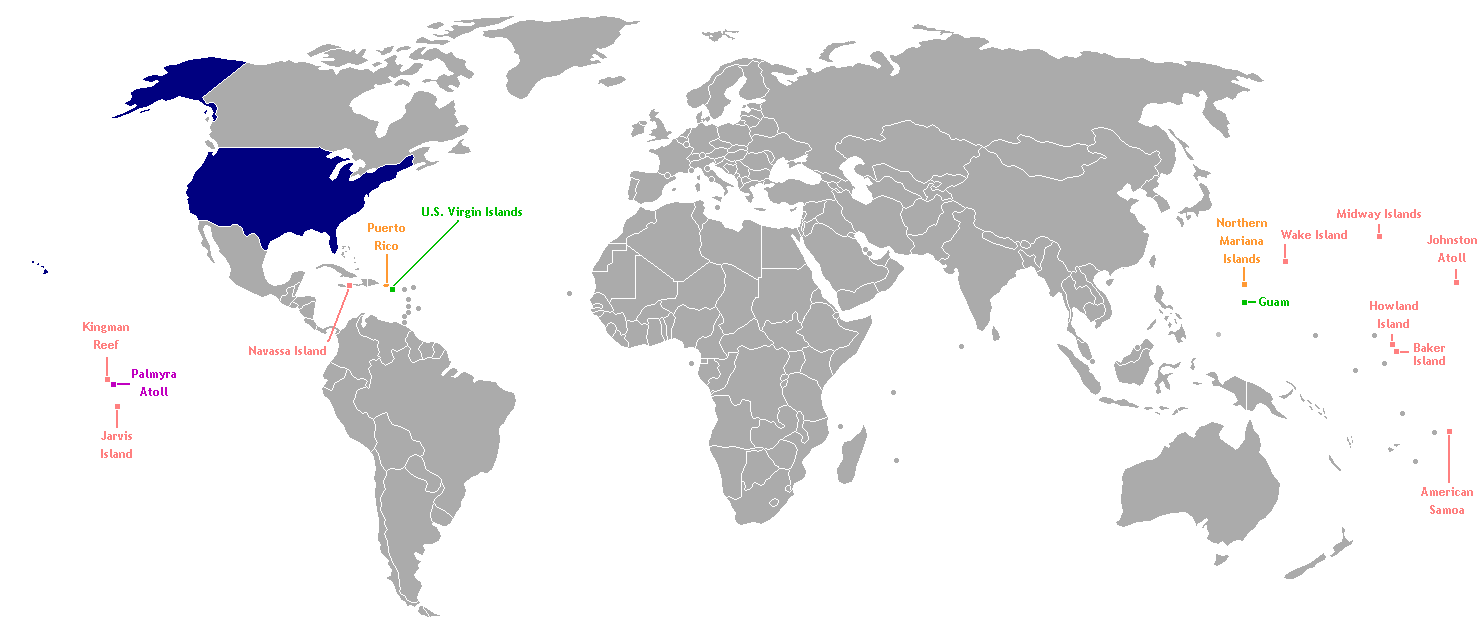 U.S. Virgin Islands
Puerto
Rico
Navassa Island
Kingman
Reef
Palmyra
Atoll
Jarvis
Island
Northern
Mariana
Islands
Guam
Wake Island
Midway Islands
Johnston
Atoll
Howland
Island
Baker
Island
American
Samoa